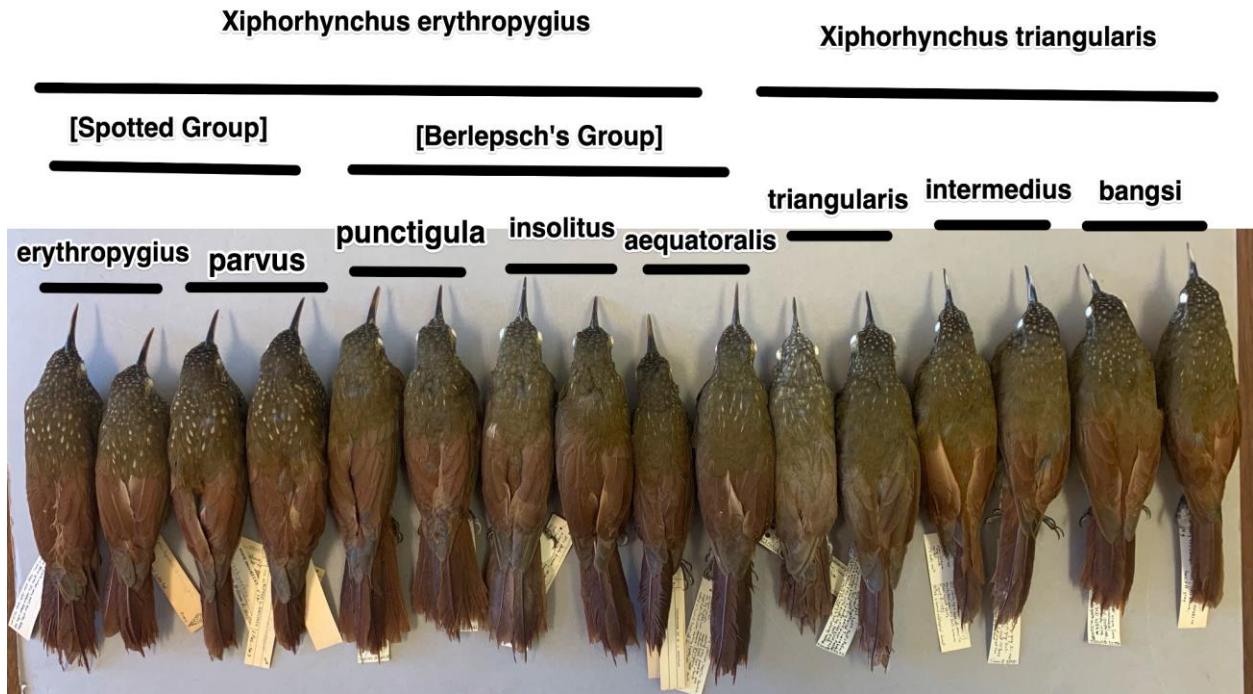 Xiphorhynchus erythropygius
Xiphorhynchus triangularis
[Spotted Group]
[Berlepsch's Group]
erythropygius
parvus
punctigula
insolitus
aequatoralis
triangularis
intermedius
bangsi